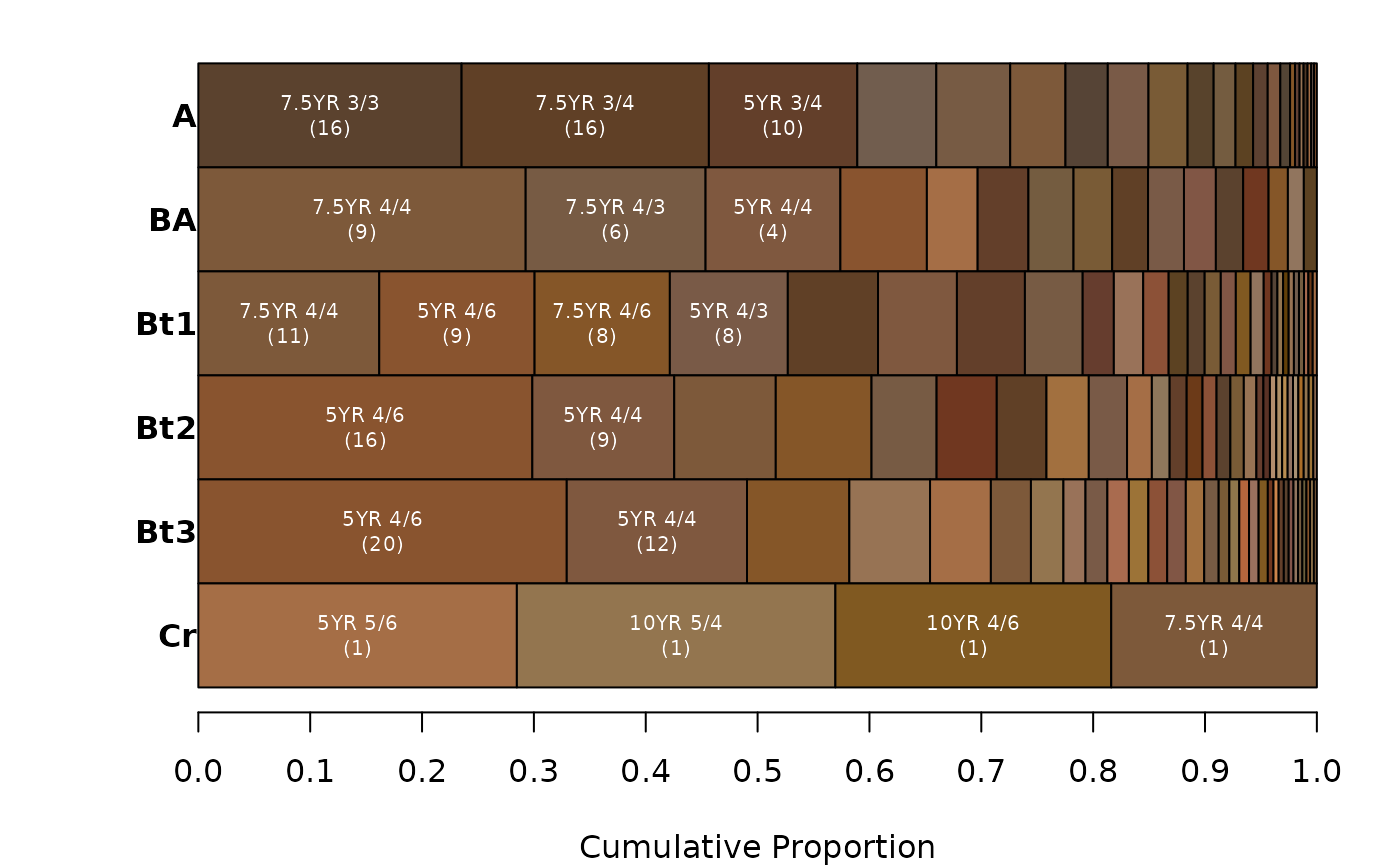 A
7.5YR 3/3
(16)
7.5YR 3/4
(16)
5YR 3/4
(10)
BA
7.5YR 4/4
(9)
7.5YR 4/3
(6)
5YR 4/4
(4)
Bt1
7.5YR 4/4
(11)
5YR 4/6
(9)
7.5YR 4/6
(8)
5YR 4/3
(8)
Bt2
5YR 4/6
(16)
5YR 4/4
(9)
Bt3
5YR 4/6
(20)
5YR 4/4
(12)
Cr
5YR 5/6
(1)
10YR 5/4
(1)
10YR 4/6
(1)
7.5YR 4/4
(1)
0.0 0.1 0.2 0.3 0.4 0.5 0.6 0.7 0.8 0.9 1.0
Cumulative Proportion